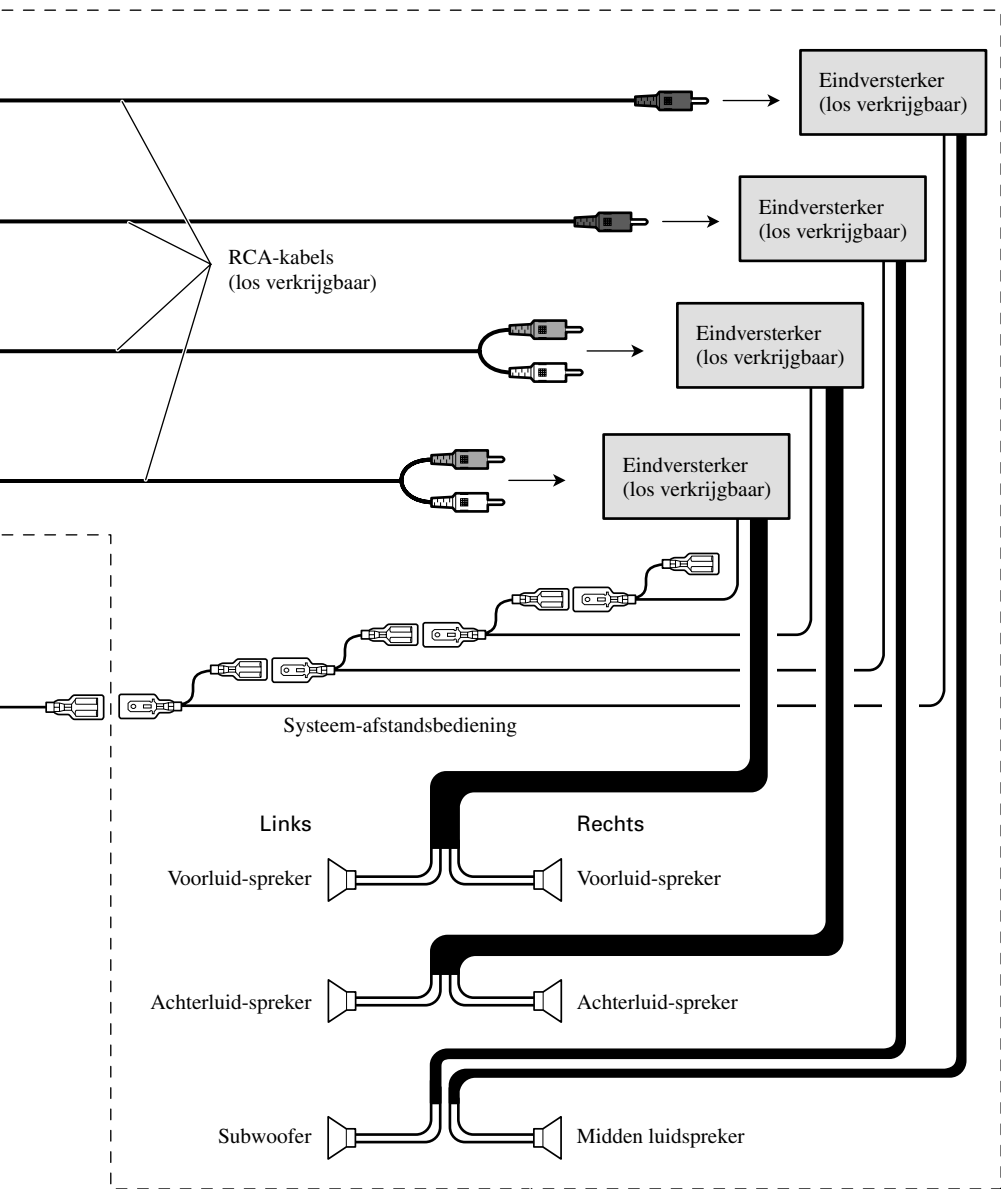 Eindversterker
(los verkrijgbaar)
Eindversterker
(los verkrijgbaar)
RCA-kabels
(los verkrijgbaar)
Eindversterker
(los verkrijgbaar)
Eindversterker
(los verkrijgbaar)
Systeem-afstandsbediening
Links
Rechts
Voorluid-spreker
Voorluid-spreker
Achterluid-spreker
Achterluid-spreker
Subwoofer
Midden luidspreker